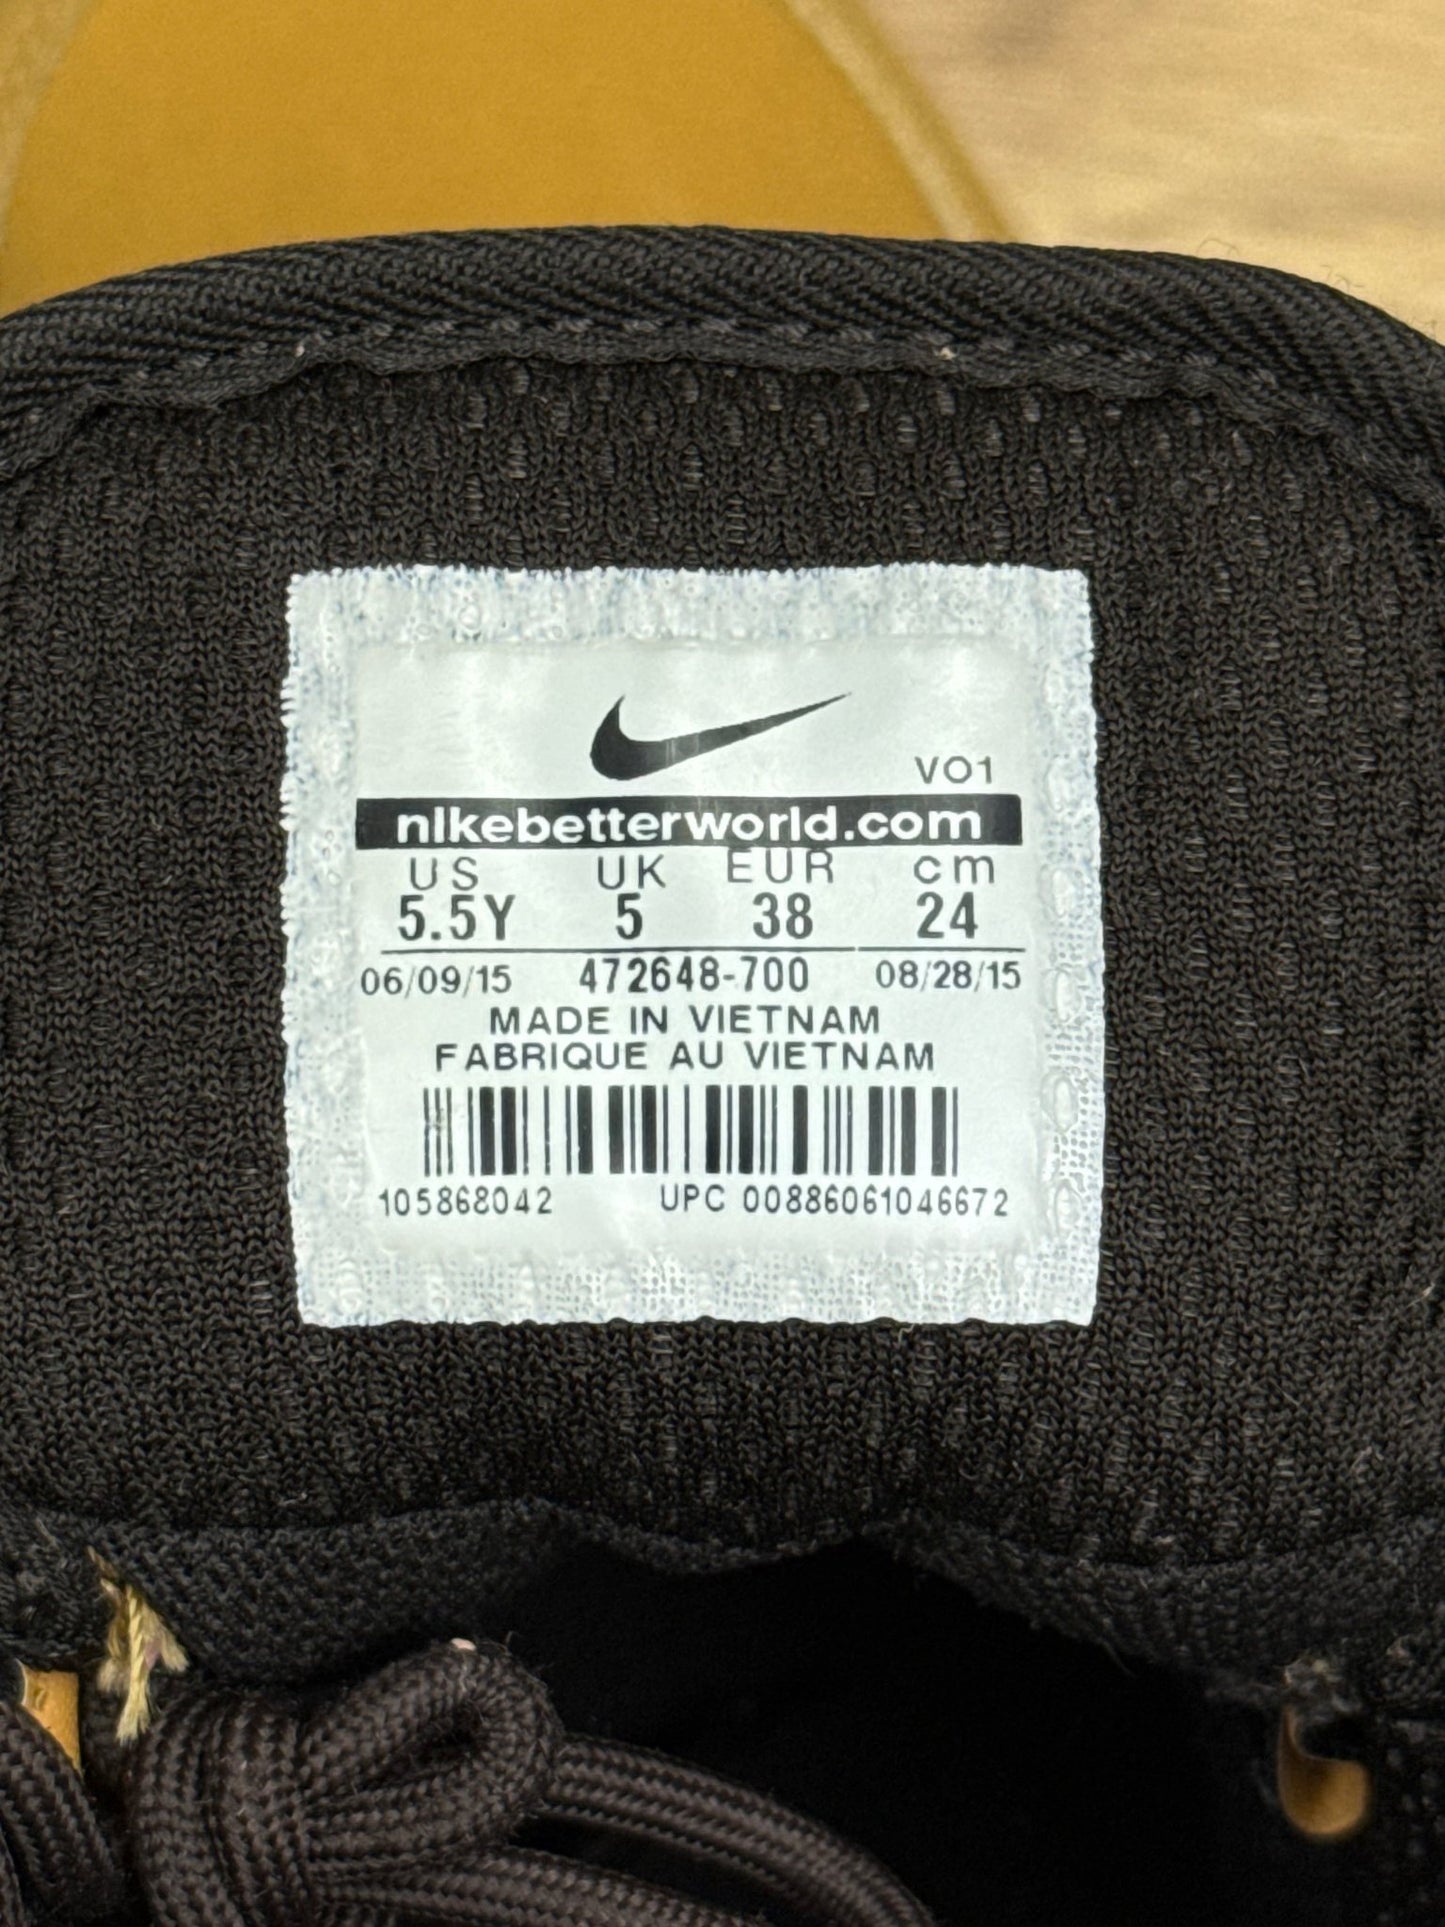 VO1
nikebetterworld.com
US UK EUR cm
5.5Y 5 38 24
06/09/15 472648-700 08/28/15
MADE IN VIETNAM
FABRIQUE AU VIETNAM
105868042 UPC 00886061046672